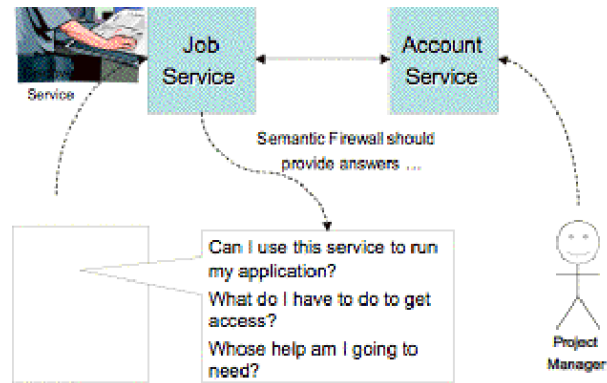 Job
Service
Account
Service
Service
Semantic Firewall should
provide answers ...
Can I use this service to run
my application?
What do I have to do to get
access?
Whose help am I going to
need?
Project
Manager